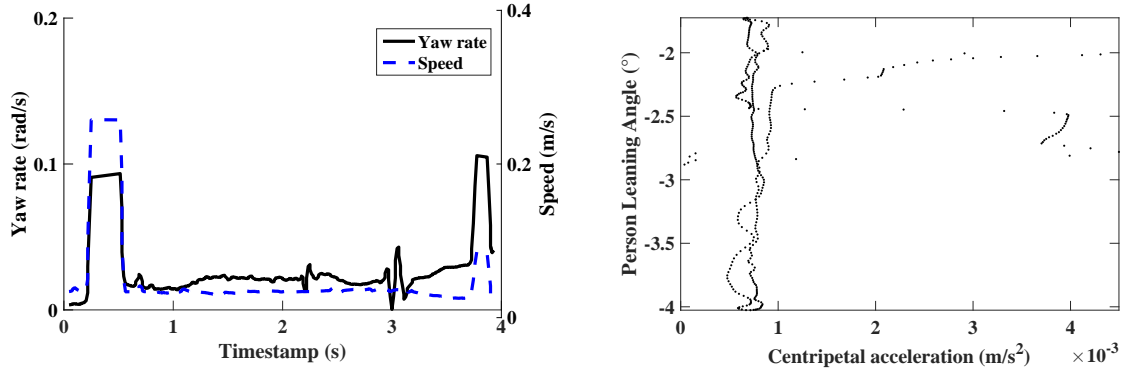 0.2
0.1
0
Yaw rate (rad/s)
0 1 2 3 4
Timestamp (s)
0.4
0.2
0
Speed (m/s)
Yaw rate
Speed
-2
-2.5
-3
-3.5
-4
Person Leaning Angle (°)
0 1 2 3 4
Centripetal acceleration (m/s²) ×10⁻³